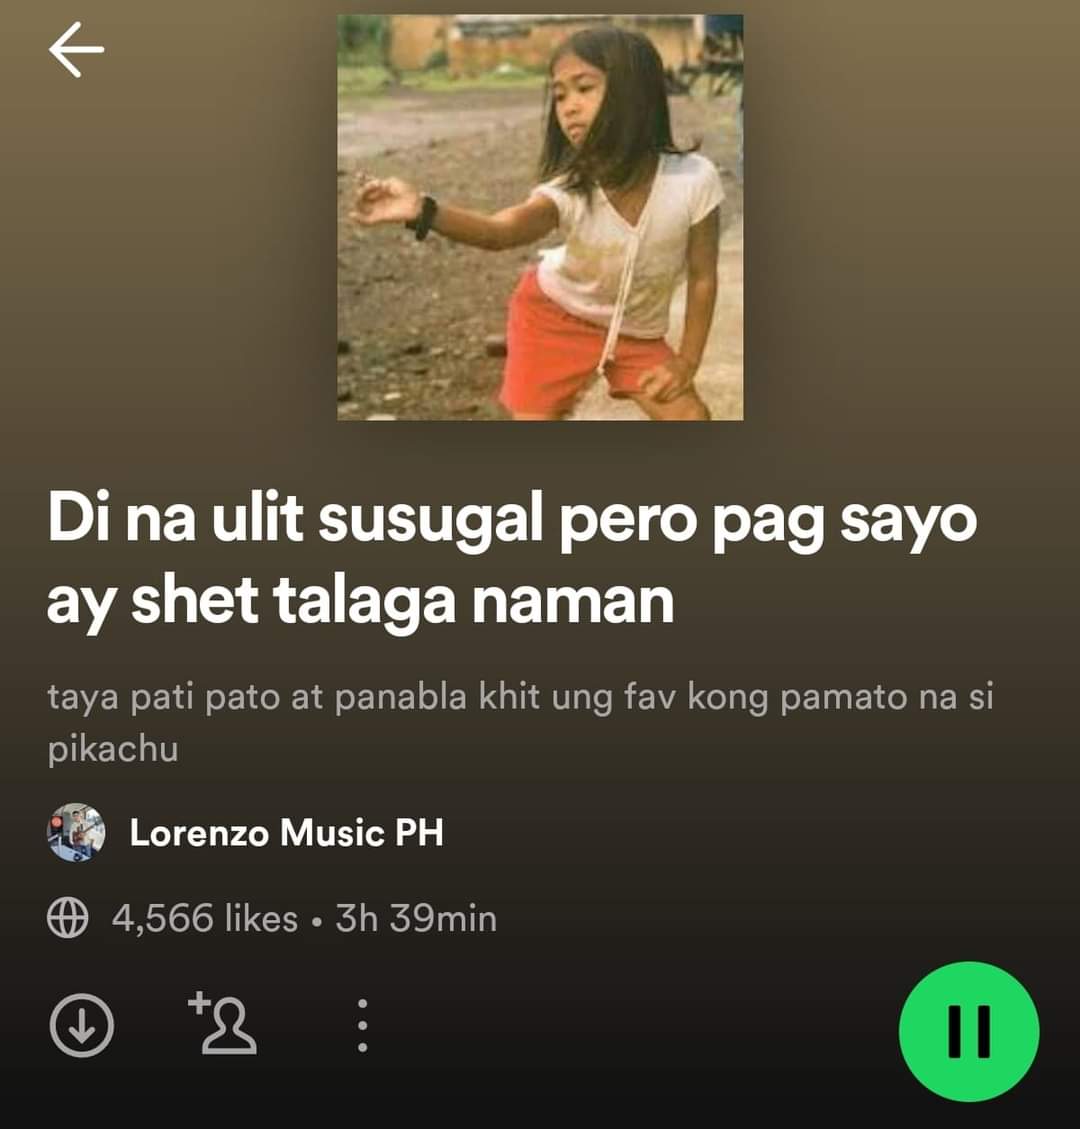 Di na ulit susugal pero pag sayo
ay shet talaga naman
taya pati pato at panabla khit ung fav kong pamato na si
pikachu
Lorenzo Music PH
4,566 likes • 3h 39min